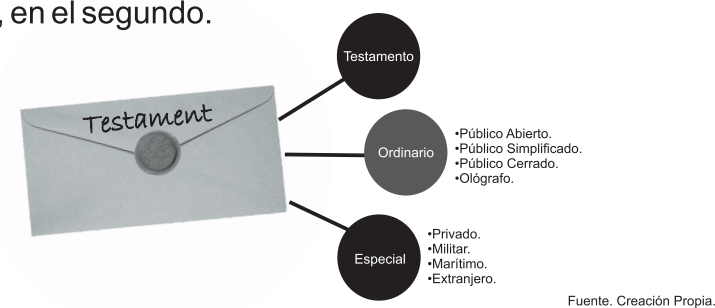 , en el segundo.
Testament
Testamento
Ordinario
•Público Abierto.
•Público Simplificado.
•Público Cerrado.
•Ológrafo.
Especial
•Privado.
•Militar.
•Marítimo.
•Extranjero.
Fuente. Creación Propia.